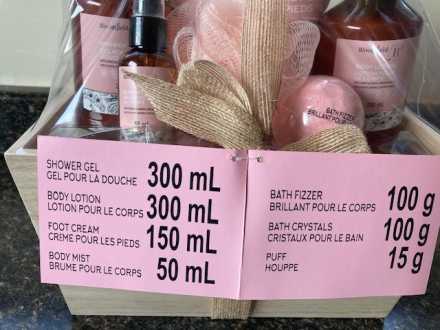 PIEDS
BATH FIZZER
BRILLANT POUR LE
SHOWER GEL
GEL POUR LA DOUCHE 300 mL
BODY LOTION
LOTION POUR LE CORPS 300 mL
FOOT CREAM
CREME POUR LES PIEDS 150 mL
BODY MIST
BRUME POUR LE CORPS 50 mL
BATH FIZZER
BRILLANT POUR LE CORPS 100 g
BATH CRYSTALS
CRISTAUX POUR LE BAIN 100 g
PUFF
HOUPPE 15 g